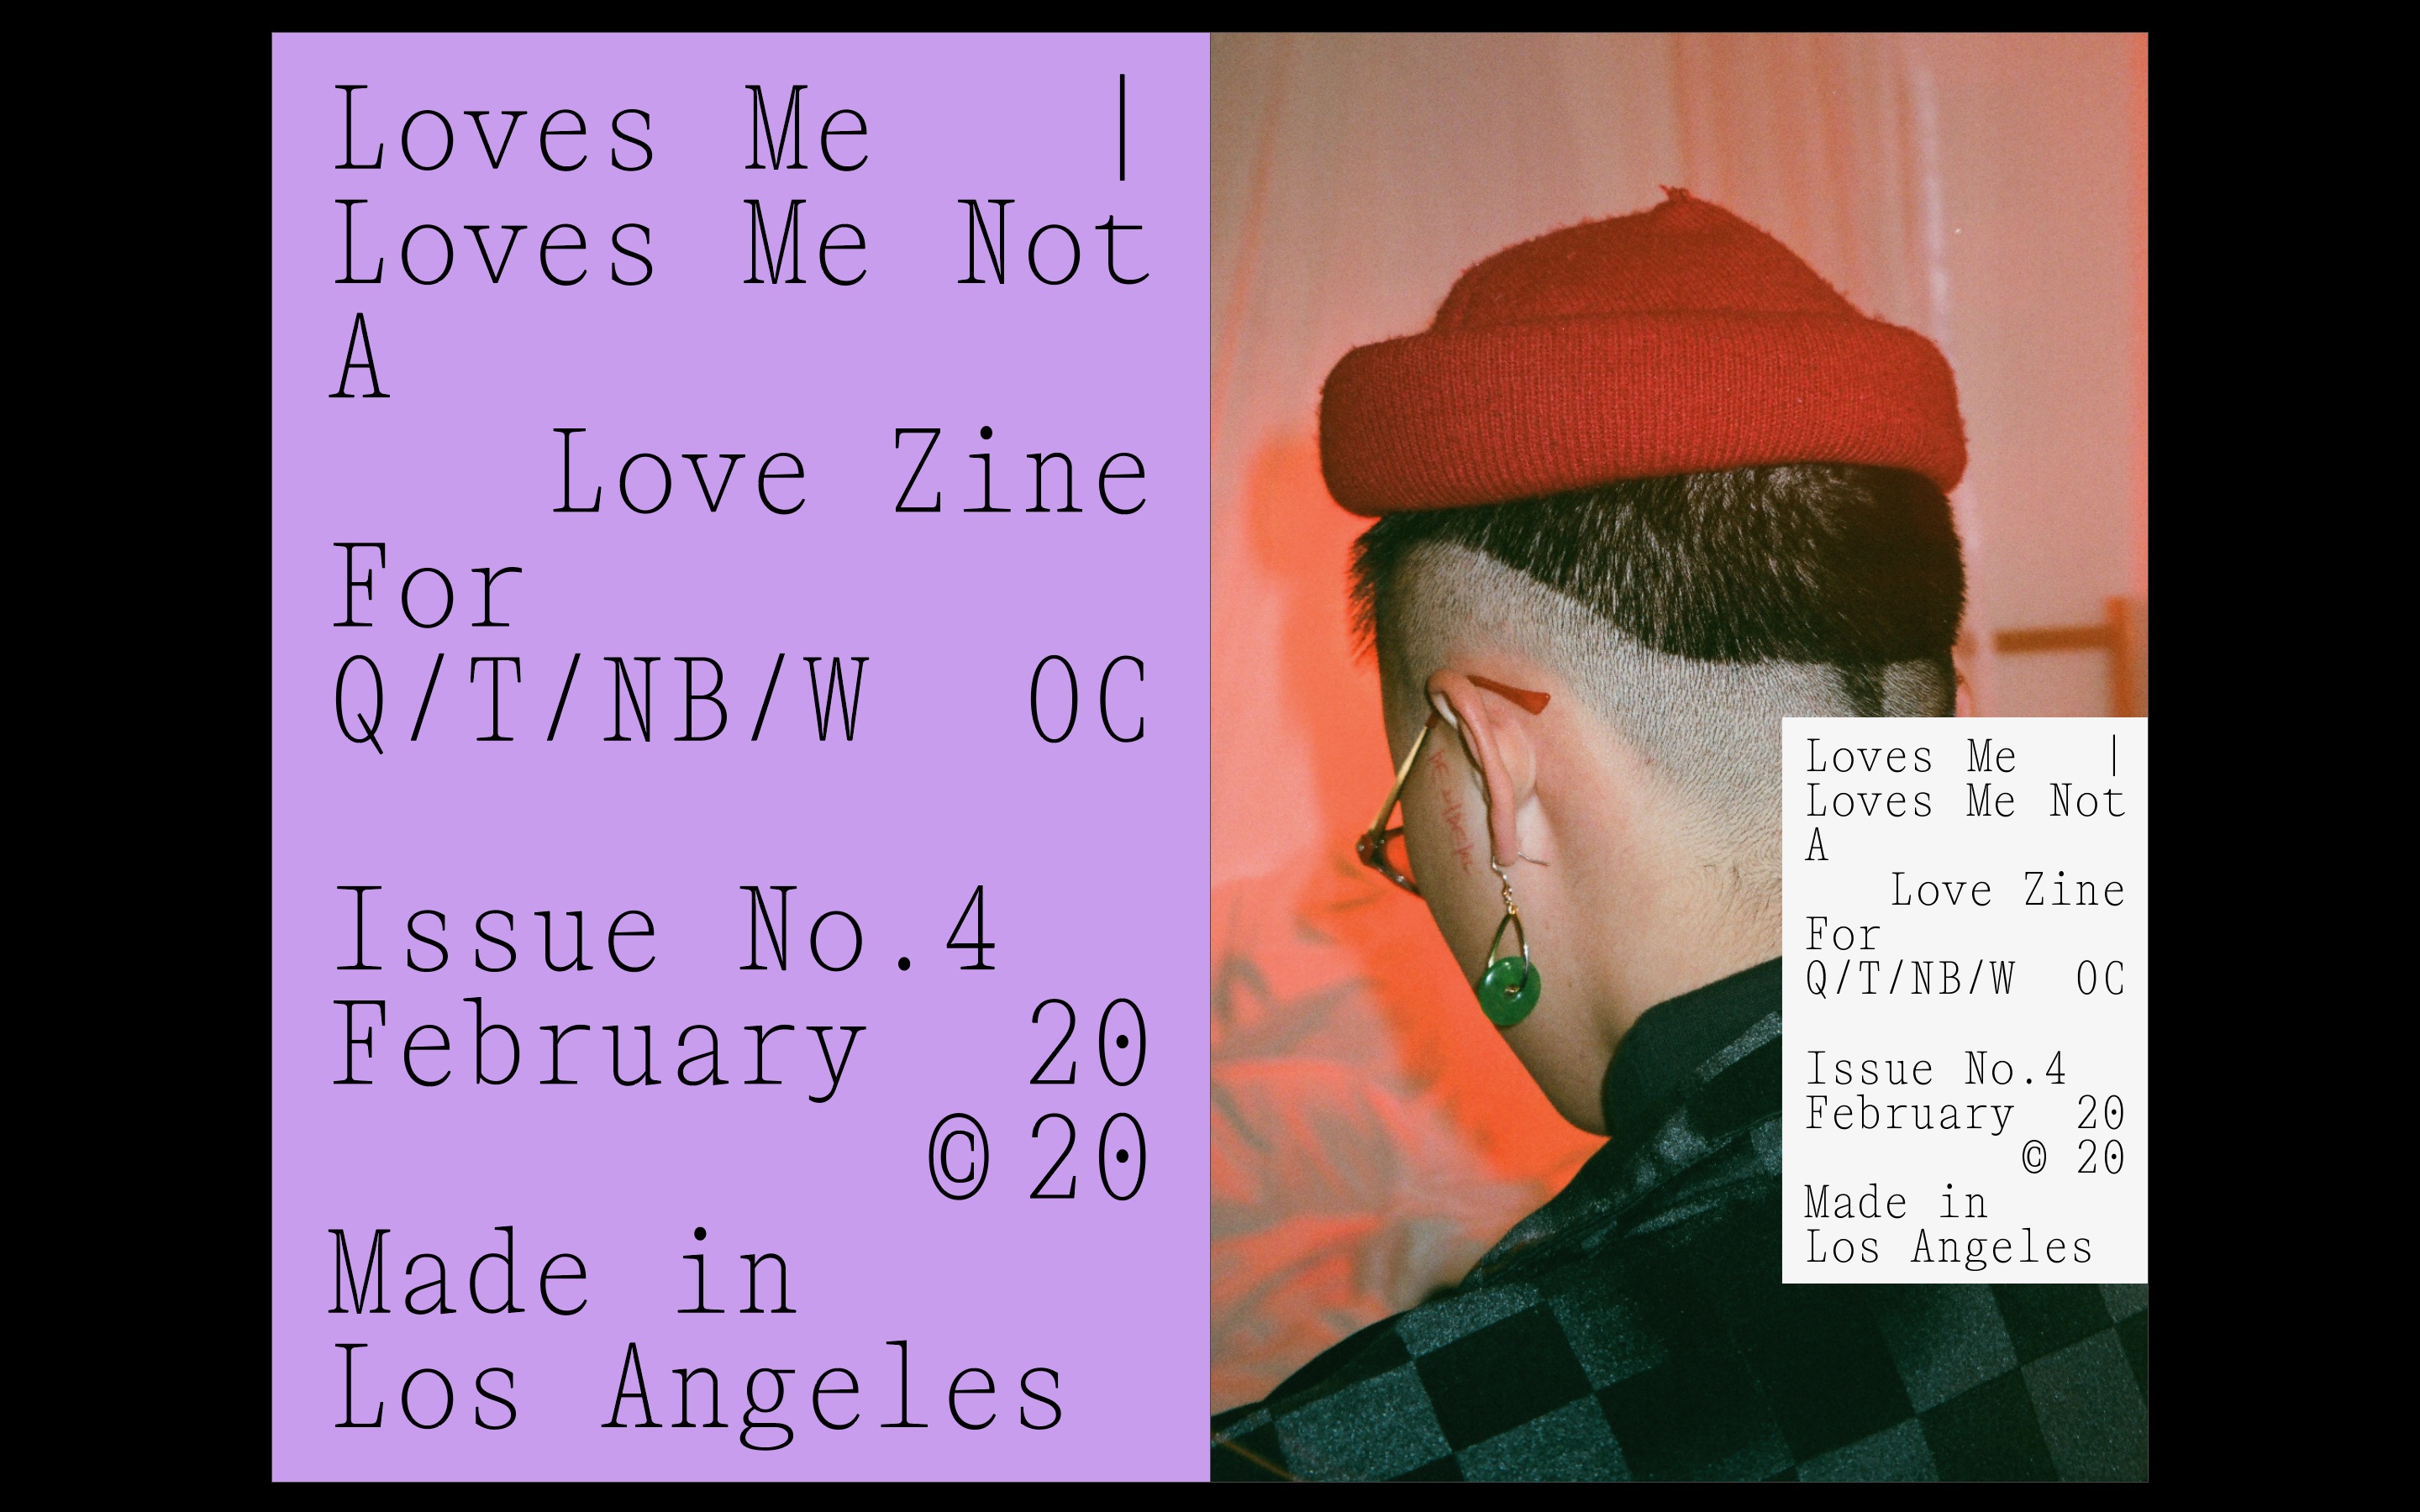 Loves Me |
Loves Me Not
A
Love Zine
For
Q/T/NB/W OC
Issue No.4
February 20
© 20
Made in
Los Angeles
Loves Me |
Loves Me Not
A
Love Zine
For
Q/T/NB/W OC
Issue No.4
February 20
© 20
Made in
Los Angeles